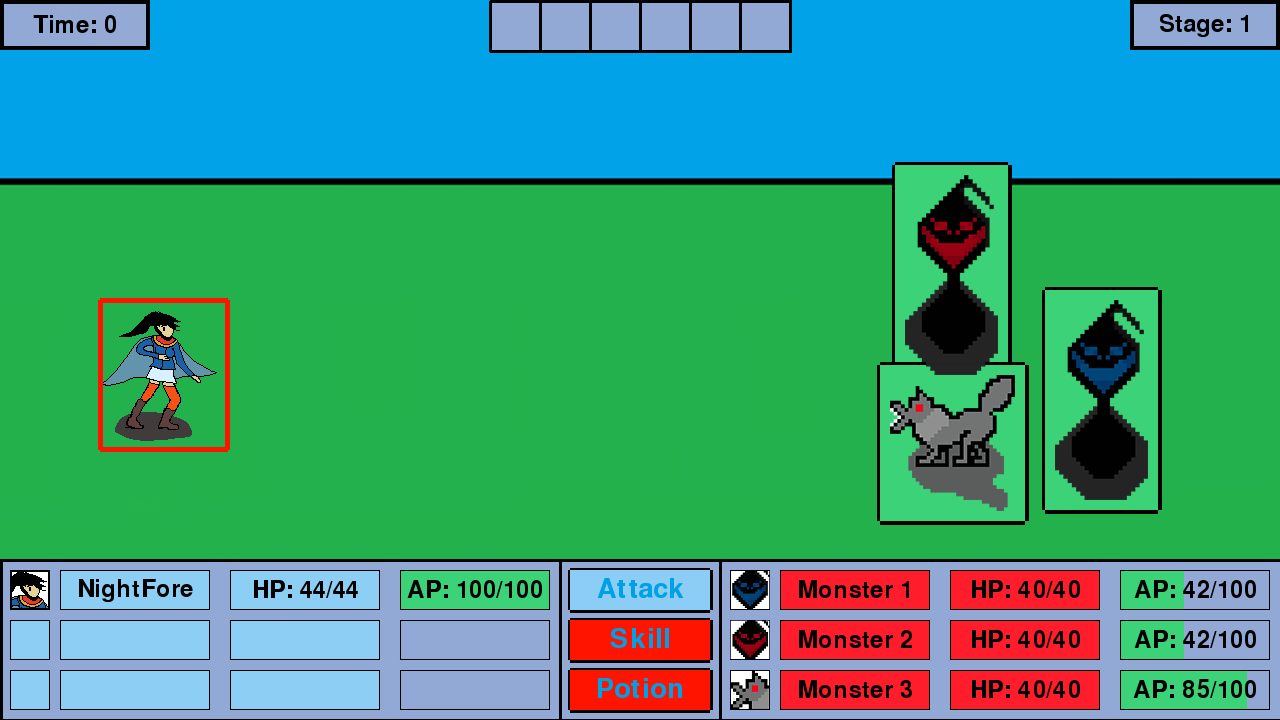 Time: 0
Stage: 1
NightFore HP: 44/44 AP: 100/100
Attack
Skill
Potion
Monster 1 HP: 40/40 AP: 42/100
Monster 2 HP: 40/40 AP: 42/100
Monster 3 HP: 40/40 AP: 85/100